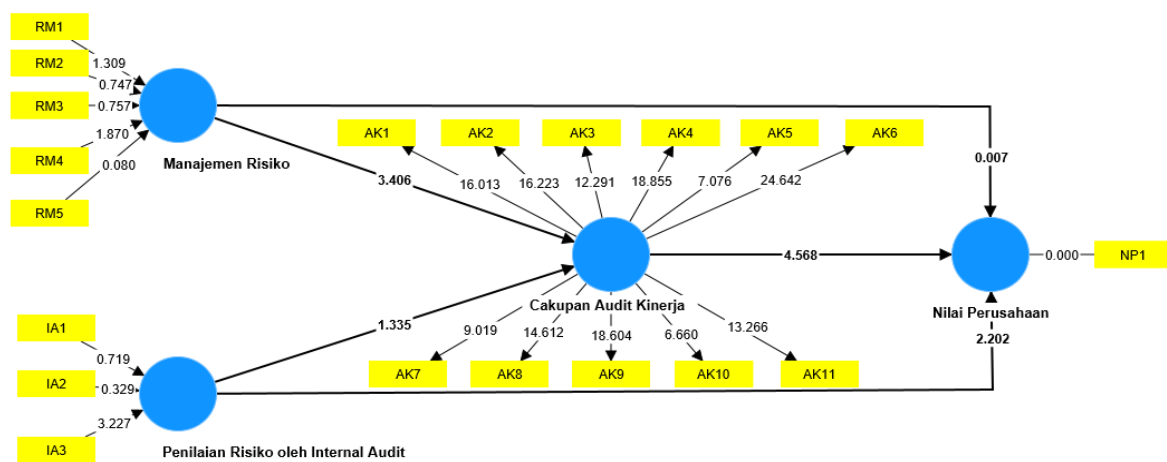 RM1
RM2
RM3
RM4
RM5
1.309
0.747
0.757
1.870
0.080
Manajemen Risiko
3.406
AK1
AK2
AK3
AK4
AK5
AK6
16.013
16.223
12.291
18.855
7.076
24.642
0.007
4.568
0.000
NP1
Cakupan Audit Kinerja
Nilai Perusahaan
2.202
1.335
9.019
14.612
18.604
6.660
13.266
AK7
AK8
AK9
AK10
AK11
IA1
IA2
IA3
0.719
0.329
3.227
Penilaian Risiko oleh Internal Audit